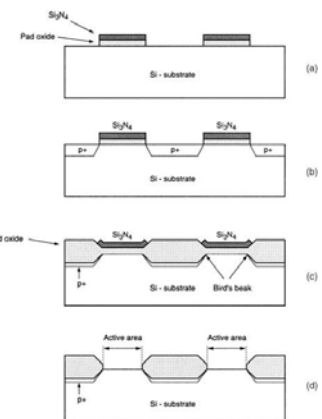 Si₃N₄
Pad oxide
Si - substrate
(a)
Si₃N₄
Si₃N₄
p+
p+
p+
Si - substrate
(b)
d oxide
Si₃N₄
Si₃N₄
p+
Si - substrate
Bird's beak
(c)
Active area
Active area
p+
Si - substrate
(d)